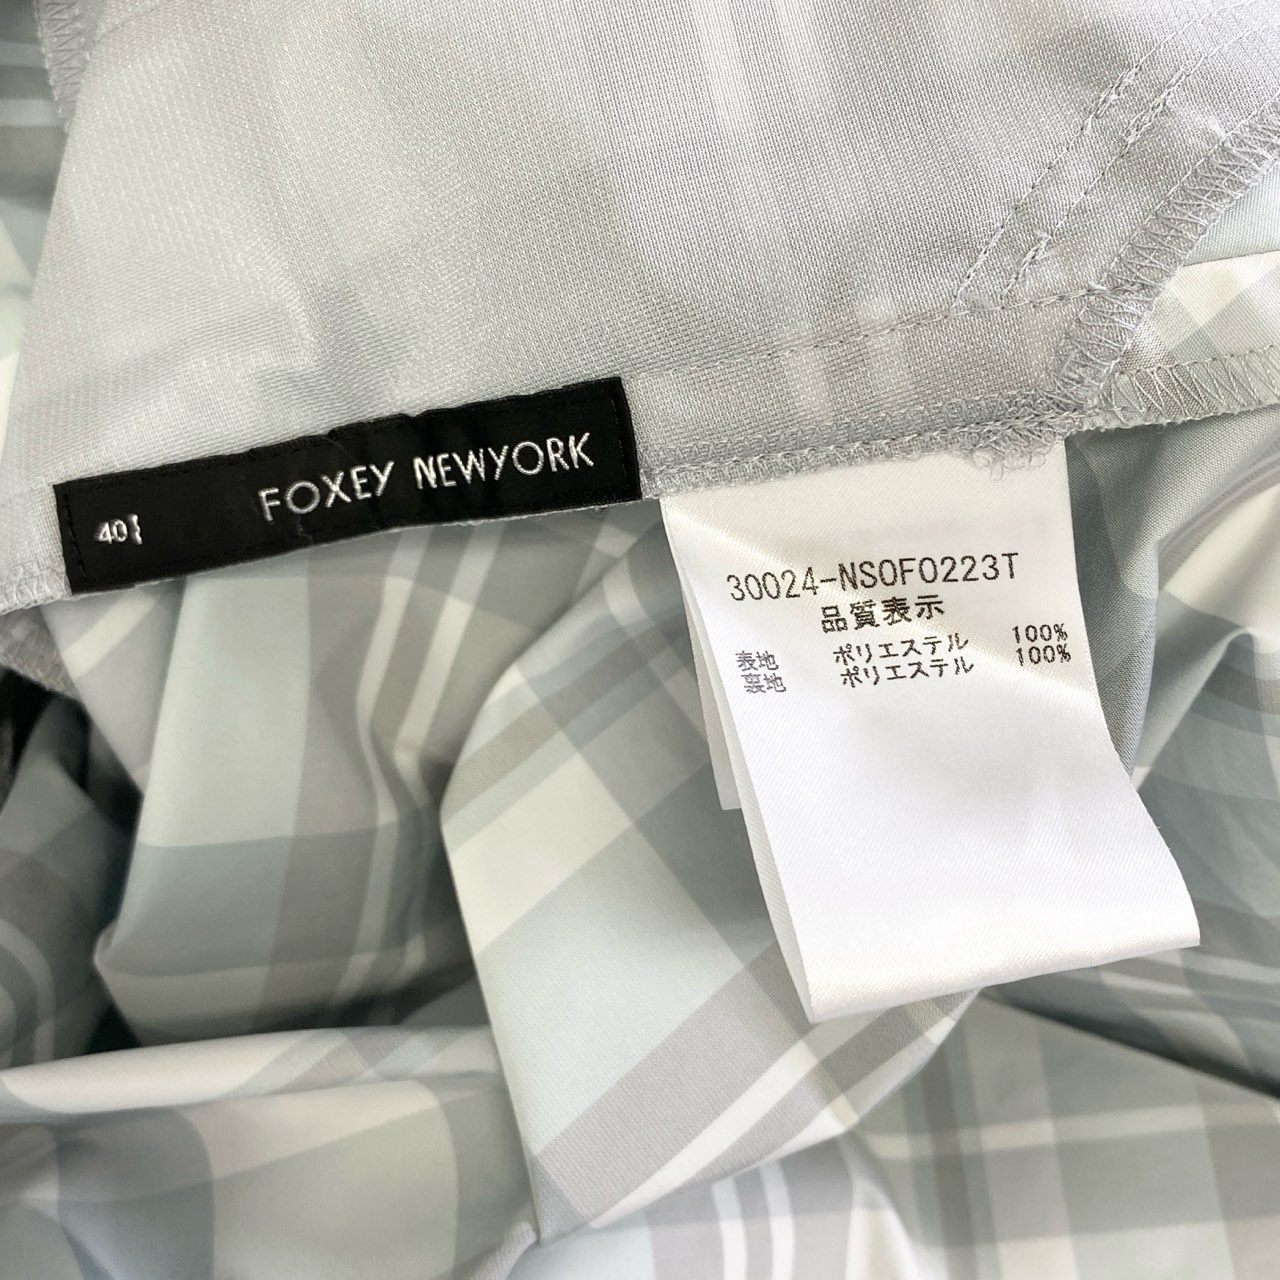 40
FOXEY NEWYORK
30024-NSOF0223T
品質表示
表地 ポリエステル 100%
裏地 ポリエステル 100%